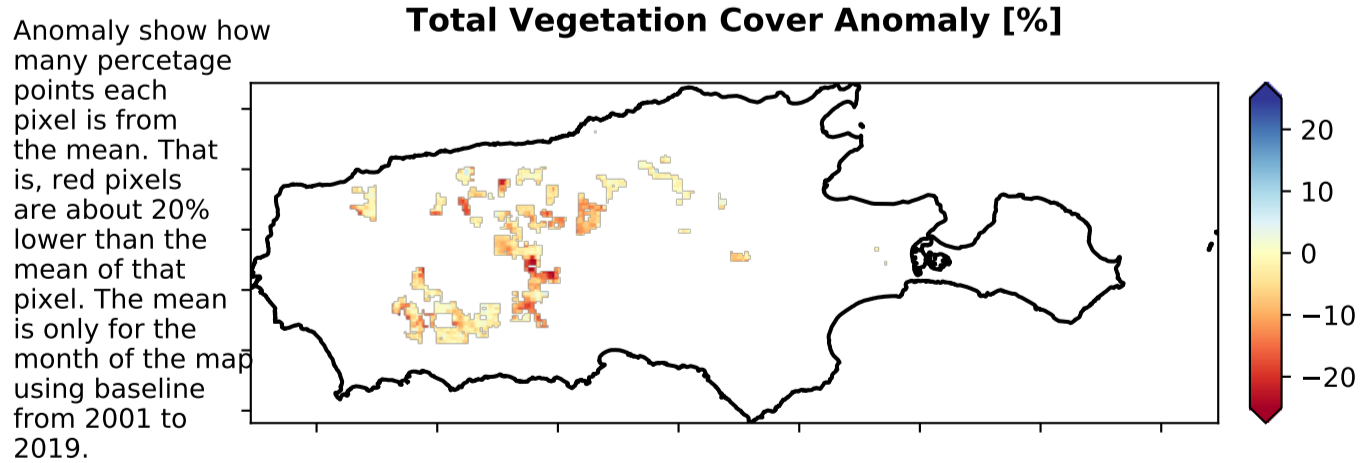 Total Vegetation Cover Anomaly [%]
Anomaly show how
many percetage
points each
pixel is from
the mean. That
is, red pixels
are about 20%
lower than the
mean of that
pixel. The mean
is only for the
month of the map
using baseline
from 2001 to
2019.
20
10
0
−10
−20